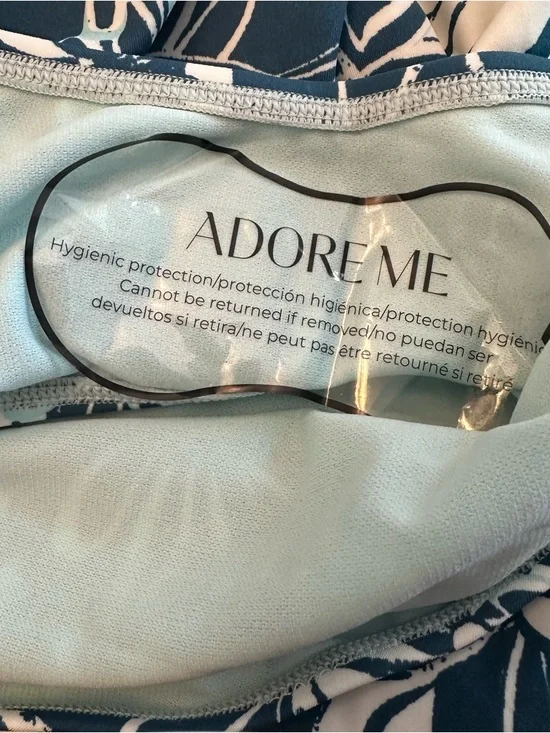 ADORE ME
Hygienic protection/protección higiénica/protection hygiénic
Cannot be returned if removed/no puedan ser
devueltos si retira/ne peut pas être retourné si retiré